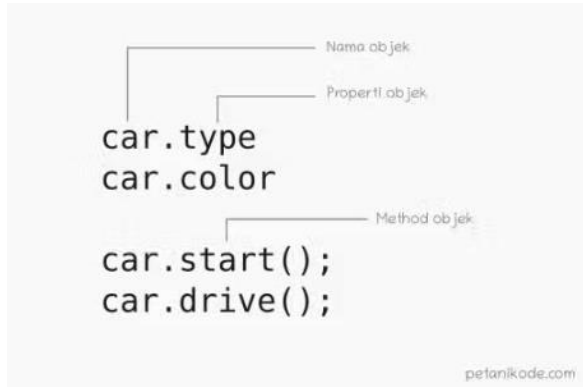 Nama objek
Properti objek
car.type
car.color
Method objek
car.start();
car.drive();
petanikode.com